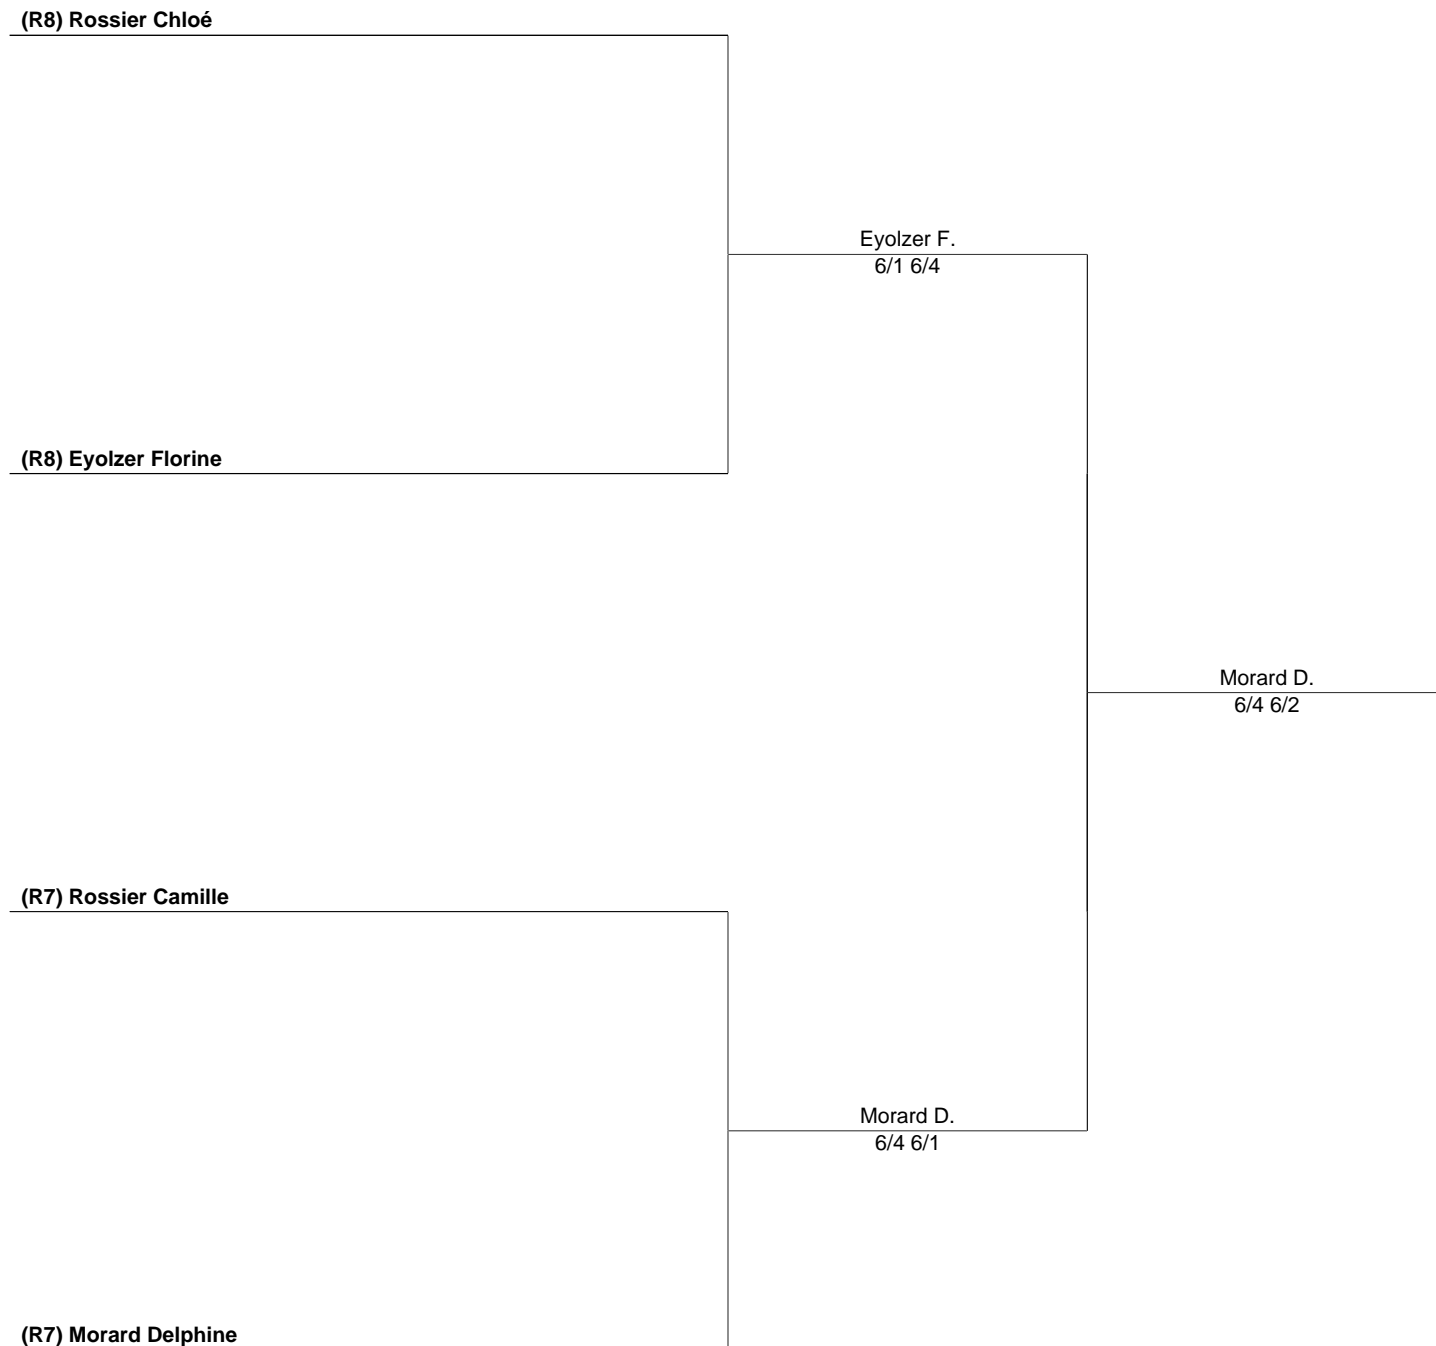 (R8) Rossier Chloé
Eyolzer F.
6/1 6/4
(R8) Eyolzer Florine
Morard D.
6/4 6/2
(R7) Rossier Camille
Morard D.
6/4 6/1
(R7) Morard Delphine